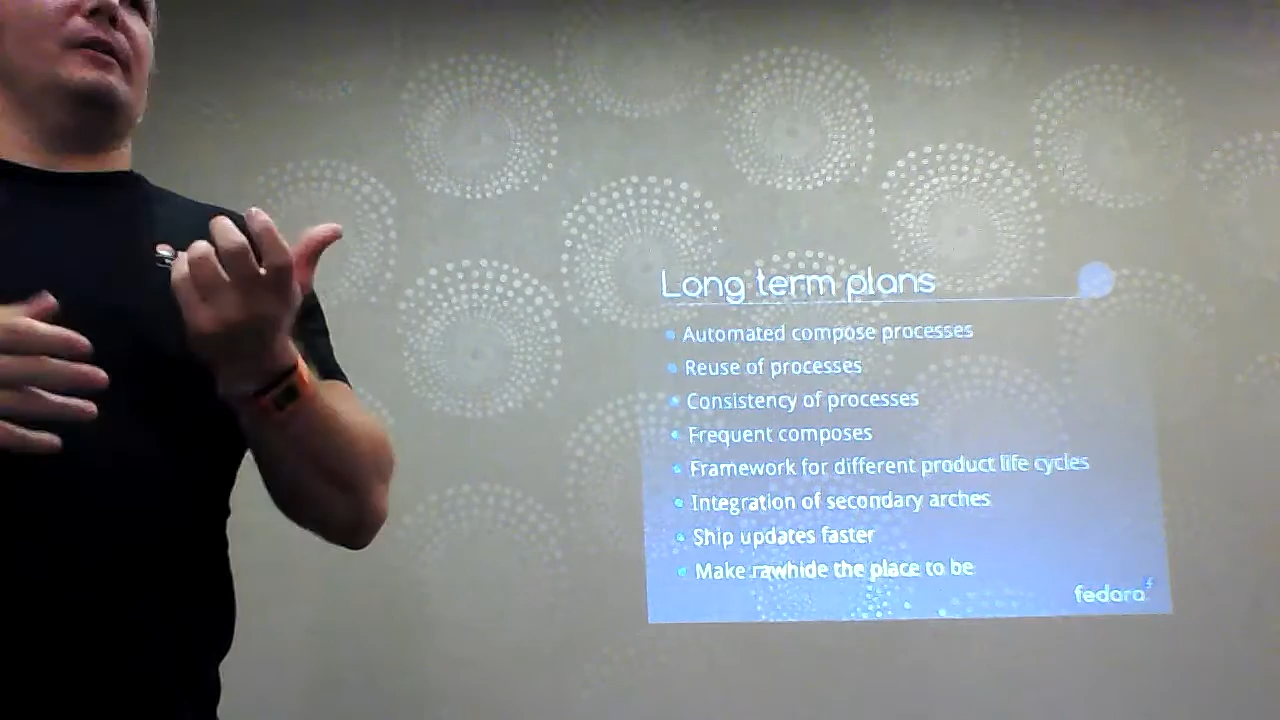 Long term plans
Automated compose processes
Reuse of processes
Consistency of processes
Frequent composes
Framework for different product life cycles
Integration of secondary arches
Ship updates faster
Make rawhide the place to be
fedora